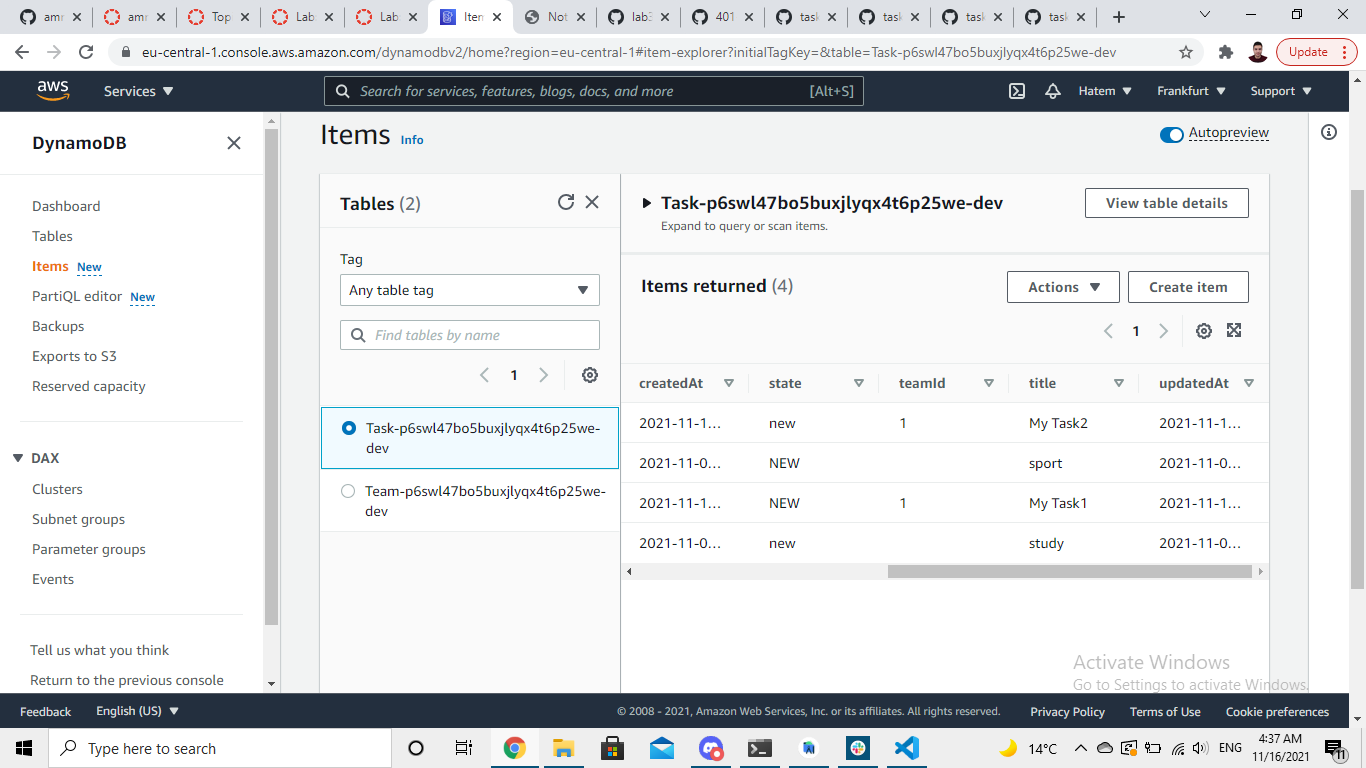 amr
amr
Top
Lab:
Lab:
Item
Not
lab3
401
task
task
task
task
eu-central-1.console.aws.amazon.com/dynamodbv2/home?region=eu-central-1#item-explorer?initialTagKey=&table=Task-p6swl47bo5buxjlyqx4t6p25we-dev
Update
aws
Services
Search for services, features, blogs, docs, and more
[Alt+S]
Hatem
Frankfurt
Support
DynamoDB
Dashboard
Tables
Items New
PartiQL editor New
Backups
Exports to S3
Reserved capacity
DAX
Clusters
Subnet groups
Parameter groups
Events
Tell us what you think
Return to the previous console
Items Info
Autopreview
Tables (2)
Tag
Any table tag
Find tables by name
1
Task-p6swl47bo5buxjlyqx4t6p25we-
dev
Team-p6swl47bo5buxjlyqx4t6p25we-
dev
Task-p6swl47bo5buxjlyqx4t6p25we-dev
Expand to query or scan items.
View table details
Items returned (4)
Actions
Create item
1
createdAt state teamId title updatedAt
2021-11-1... new 1 My Task2 2021-11-1...
2021-11-0... NEW sport 2021-11-0...
2021-11-1... NEW 1 My Task1 2021-11-1...
2021-11-0... new study 2021-11-0...
Activate Windows
Go to Settings to activate Windows.
Feedback
English (US)
© 2008 - 2021, Amazon Web Services, Inc. or its affiliates. All rights reserved.
Privacy Policy
Terms of Use
Cookie preferences
Type here to search
14°C
ENG
4:37 AM
11/16/2021
11